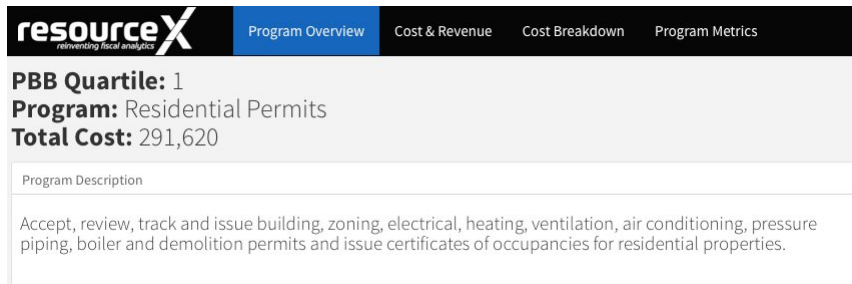 resourceX
reinventing fiscal analytics
Program Overview Cost & Revenue Cost Breakdown Program Metrics
PBB Quartile: 1
Program: Residential Permits
Total Cost: 291,620
Program Description
Accept, review, track and issue building, zoning, electrical, heating, ventilation, air conditioning, pressure
piping, boiler and demolition permits and issue certificates of occupancies for residential properties.